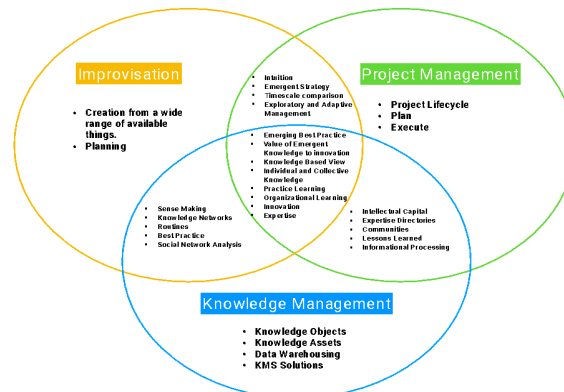 Improvisation
• Creation from a wide
range of available
things.
• Planning
• Intuition
• Emergent Strategy
• Timescale comparison
• Exploratory and Adaptive
Management
Project Management
• Project Lifecycle
• Plan
• Execute
• Emerging Best Practice
• Value of Emergent
Knowledge to innovation
• Knowledge Based View
• Individual and Collective
Knowledge
• Practice Learning
• Organizational Learning
• Innovation
• Expertise
• Sense Making
• Knowledge Networks
• Routines
• Best Practice
• Social Network Analysis
• Intellectual Capital
• Expertise Directories
• Communities
• Lessons Learned
• Informational Processing
Knowledge Management
• Knowledge Objects
• Knowledge Assets
• Data Warehousing
• KMS Solutions